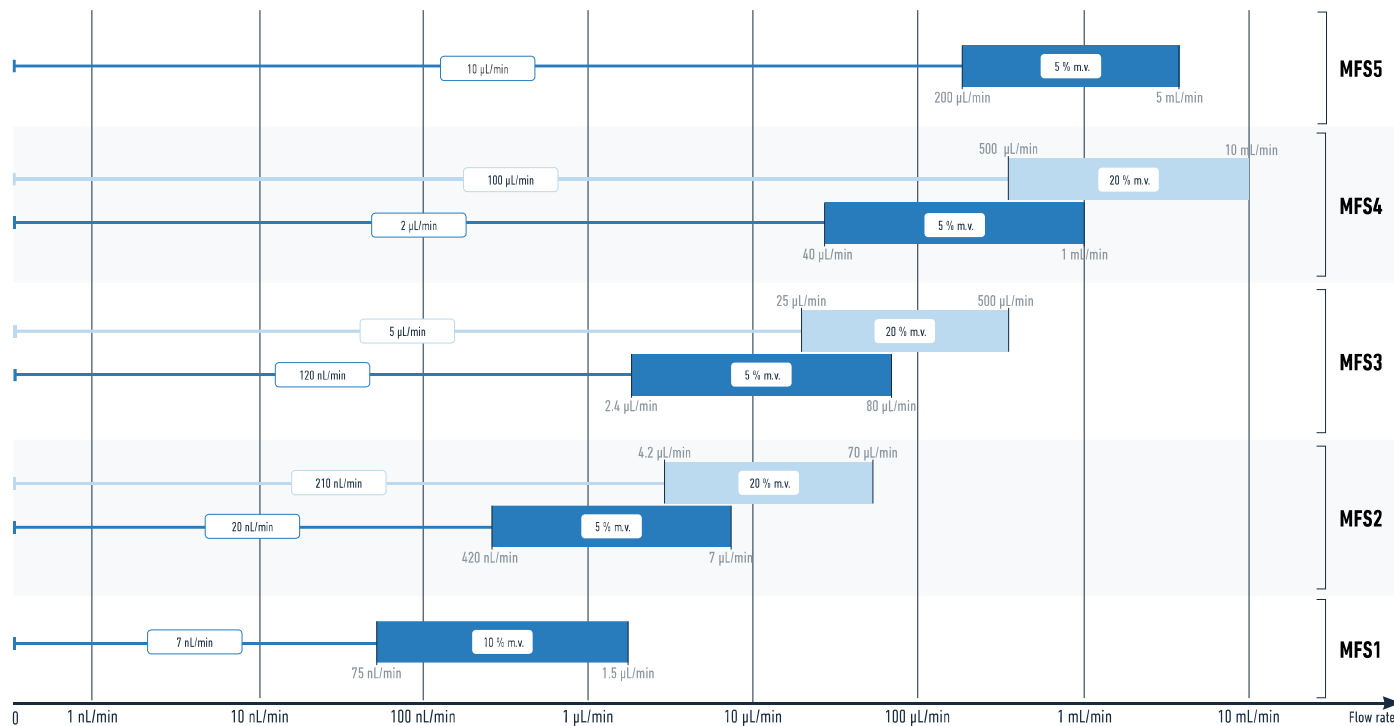 10 µL/min
5 % m.v.
200 µL/min
5 mL/min
MFS5
500 µL/min
10 mL/min
100 µL/min
20 % m.v.
2 µL/min
5 % m.v.
40 µL/min
1 mL/min
MFS4
25 µL/min
500 µL/min
5 µL/min
20 % m.v.
120 nL/min
5 % m.v.
2.4 µL/min
80 µL/min
MFS3
4.2 µL/min
70 µL/min
210 nL/min
20 % m.v.
20 nL/min
5 % m.v.
420 nL/min
7 µL/min
MFS2
7 nL/min
10 % m.v.
75 nL/min
1.5 µL/min
MFS1
0
1 nL/min
10 nL/min
100 nL/min
1 µL/min
10 µL/min
100 µL/min
1 mL/min
10 mL/min
Flow rate